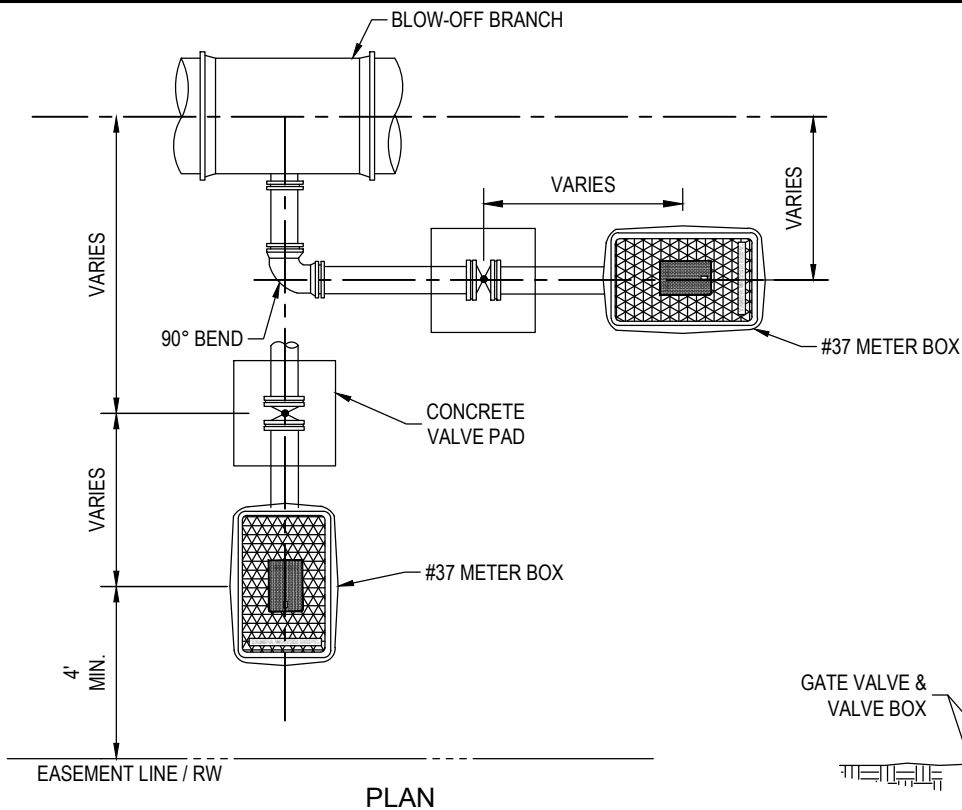 BLOW-OFF BRANCH
VARIES
VARIES
VARIES
90° BEND
#37 METER BOX
CONCRETE
VALVE PAD
VARIES
#37 METER BOX
4'
MIN.
GATE VALVE &
VALVE BOX
EASEMENT LINE / RW
PLAN